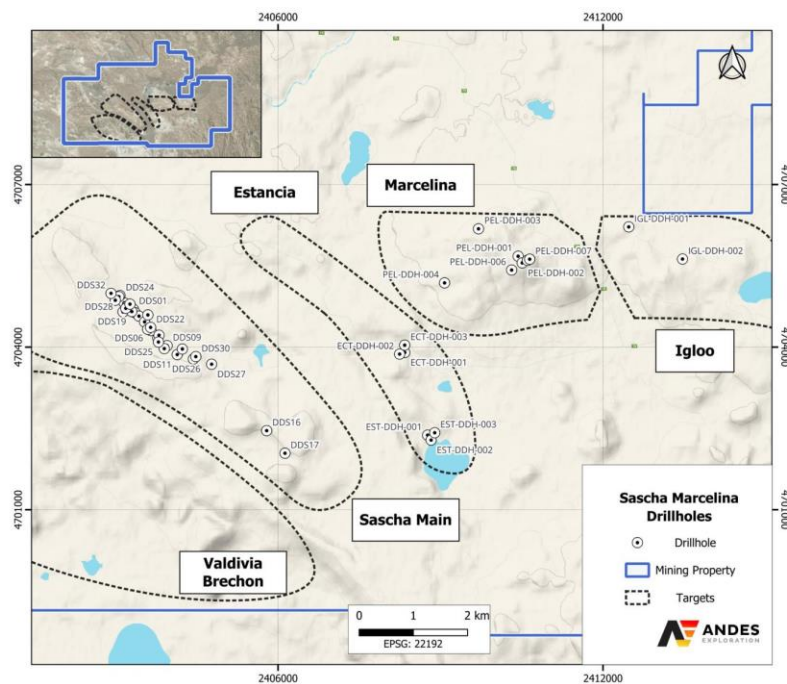 2406000
2412000
4707000
4707000
Estancia
Marcelina
PEL-DDH-003
IGL-DDH-001
PEL-DDH-001
PEL-DDH-007
IGL-DDH-002
PEL-DDH-006
PEL-DDH-002
PEL-DDH-004
DDS32
DDS24
DDS01
DDS28
DDS22
DDS19
DDS06
DDS09
DDS25
DDS30
DDS11
DDS26
DDS27
ECT-DDH-003
ECT-DDH-002
ECT-DDH-001
4704000
4704000
Igloo
DDS16
DDS17
EST-DDH-001
EST-DDH-003
EST-DDH-002
4701000
4701000
Sascha Main
Valdivia
Brechon
Sascha Marcelina
Drillholes
Drillhole
Mining Property
Targets
ANDES
EXPLORATION
0 1 2 km
EPSG: 22192
2406000
2412000